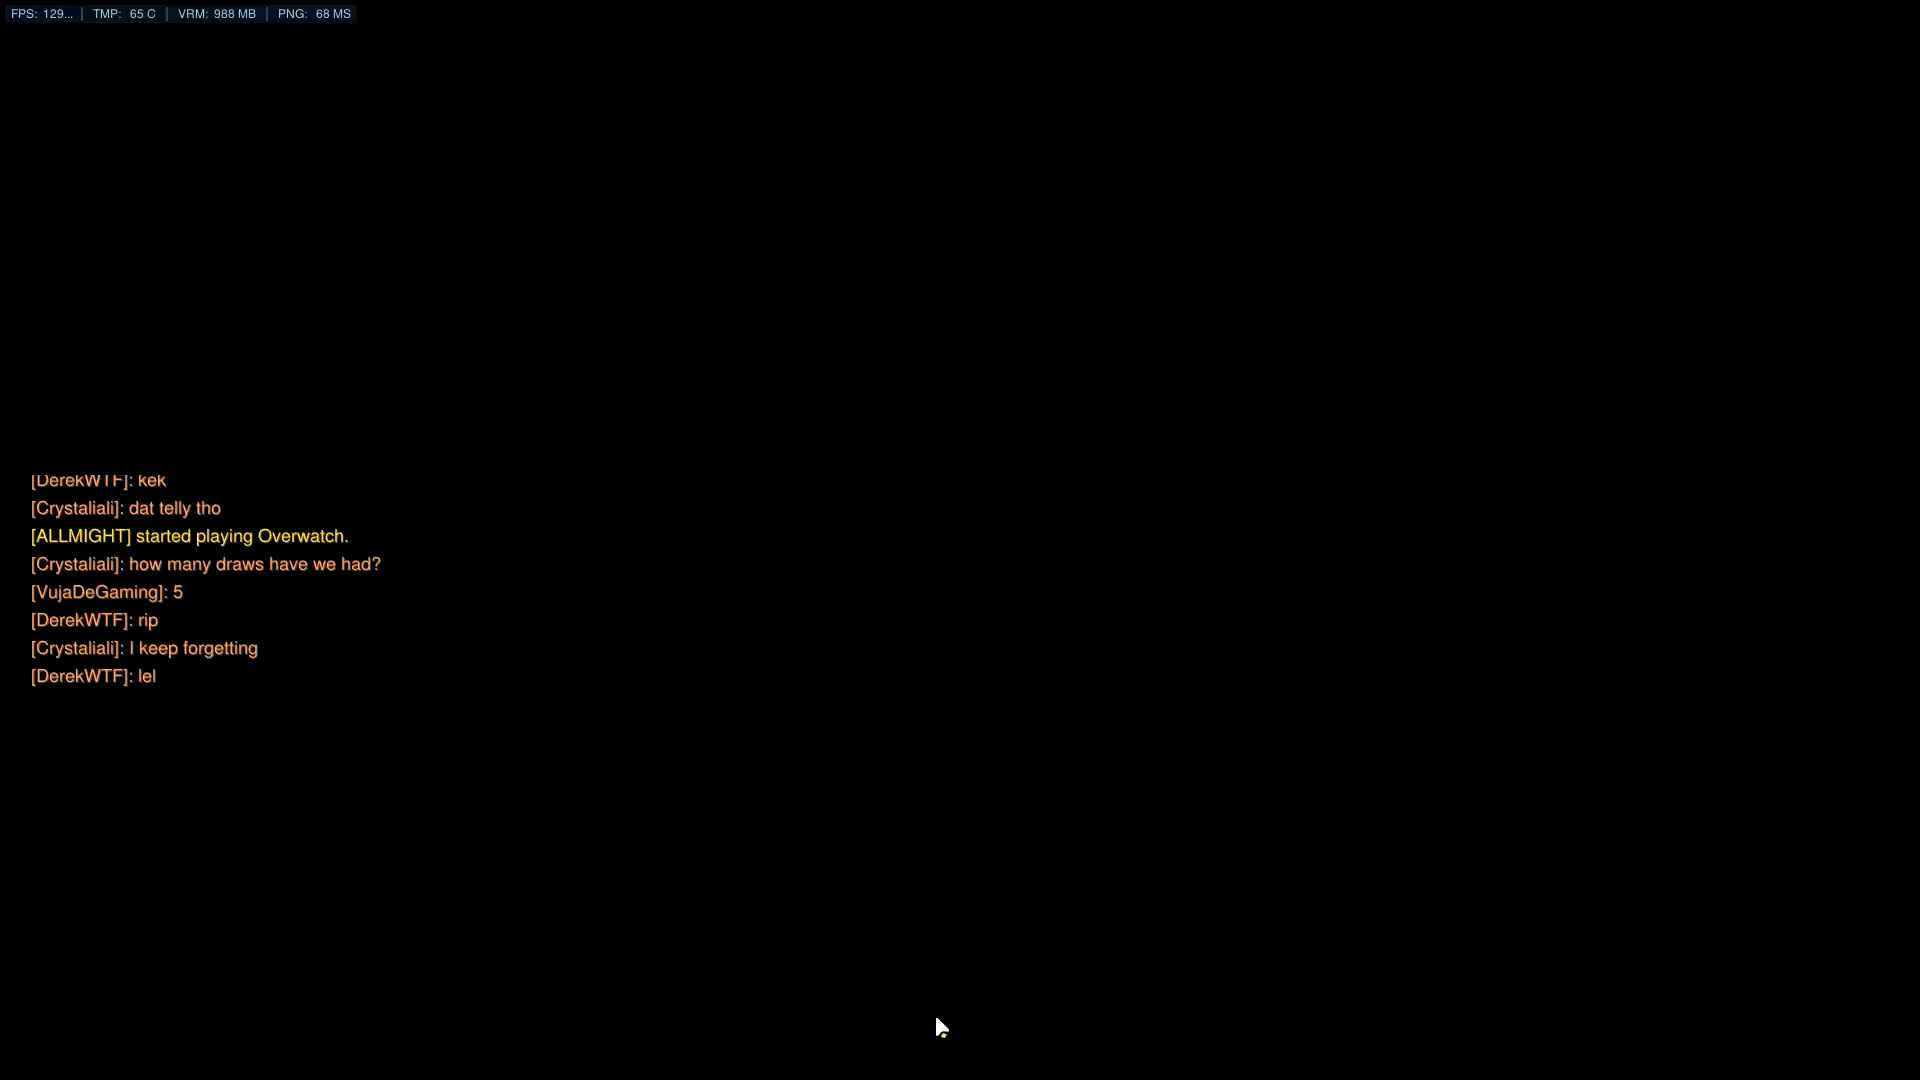 FPS: 129... | TMP: 65 C | VRM: 988 MB | PNG: 68 MS
[DerekWTF]: kek
[Crystaliali]: dat telly tho
[ALLMIGHT] started playing Overwatch.
[Crystaliali]: how many draws have we had?
[VujaDeGaming]: 5
[DerekWTF]: rip
[Crystaliali]: I keep forgetting
[DerekWTF]: lel